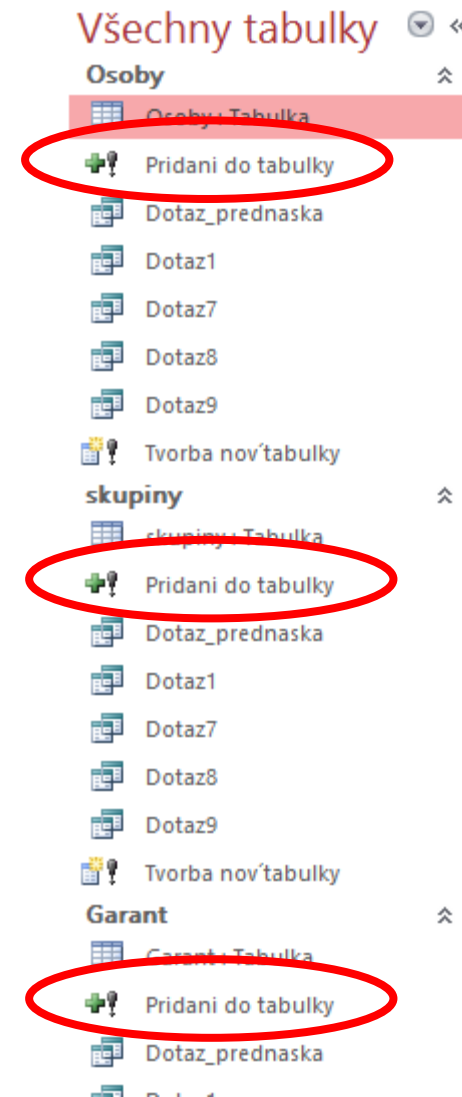 Všechny tabulky
Osoby
Osoby : Tabulka
Pridani do tabulky
Dotaz_prednaska
Dotaz1
Dotaz7
Dotaz8
Dotaz9
Tvorba nov´tabulky
skupiny
skupiny : Tabulka
Pridani do tabulky
Dotaz_prednaska
Dotaz1
Dotaz7
Dotaz8
Dotaz9
Tvorba nov´tabulky
Garant
Garant : Tabulka
Pridani do tabulky
Dotaz_prednaska